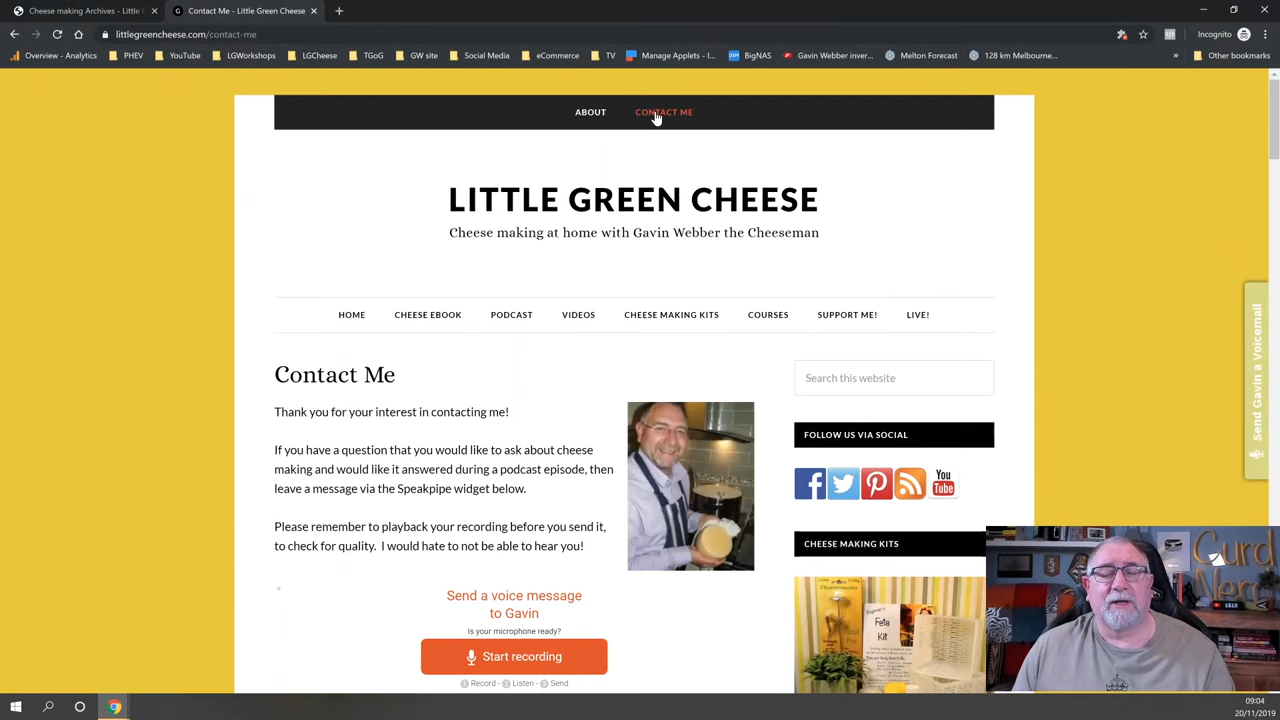 Cheese making Archives - Little G
Contact Me - Little Green Cheese
littlegreencheese.com/contact-me
Incognito
Overview - Analytics
PHEV
YouTube
LGWorkshops
LGCheese
TGoG
GW site
Social Media
eCommerce
TV
Manage Applets - I...
BigNAS
Gavin Webber inver...
Melton Forecast
128 km Melbourne...
»
Other bookmarks
ABOUT
CONTACT ME
LITTLE GREEN CHEESE
Cheese making at home with Gavin Webber the Cheeseman
HOME
CHEESE EBOOK
PODCAST
VIDEOS
CHEESE MAKING KITS
COURSES
SUPPORT ME!
LIVE!
Contact Me
Thank you for your interest in contacting me!
If you have a question that you would like to ask about cheese
making and would like it answered during a podcast episode, then
leave a message via the Speakpipe widget below.
Please remember to playback your recording before you send it,
to check for quality. I would hate to not be able to hear you!
Send a voice message
to Gavin
Is your microphone ready?
Start recording
1 Record - 2 Listen - 3 Send
Search this website
FOLLOW US VIA SOCIAL
You
Tube
CHEESE MAKING KITS
Feta
Kit
Send Gavin a Voicemail
Curd
Nerd
09:04
20/11/2019